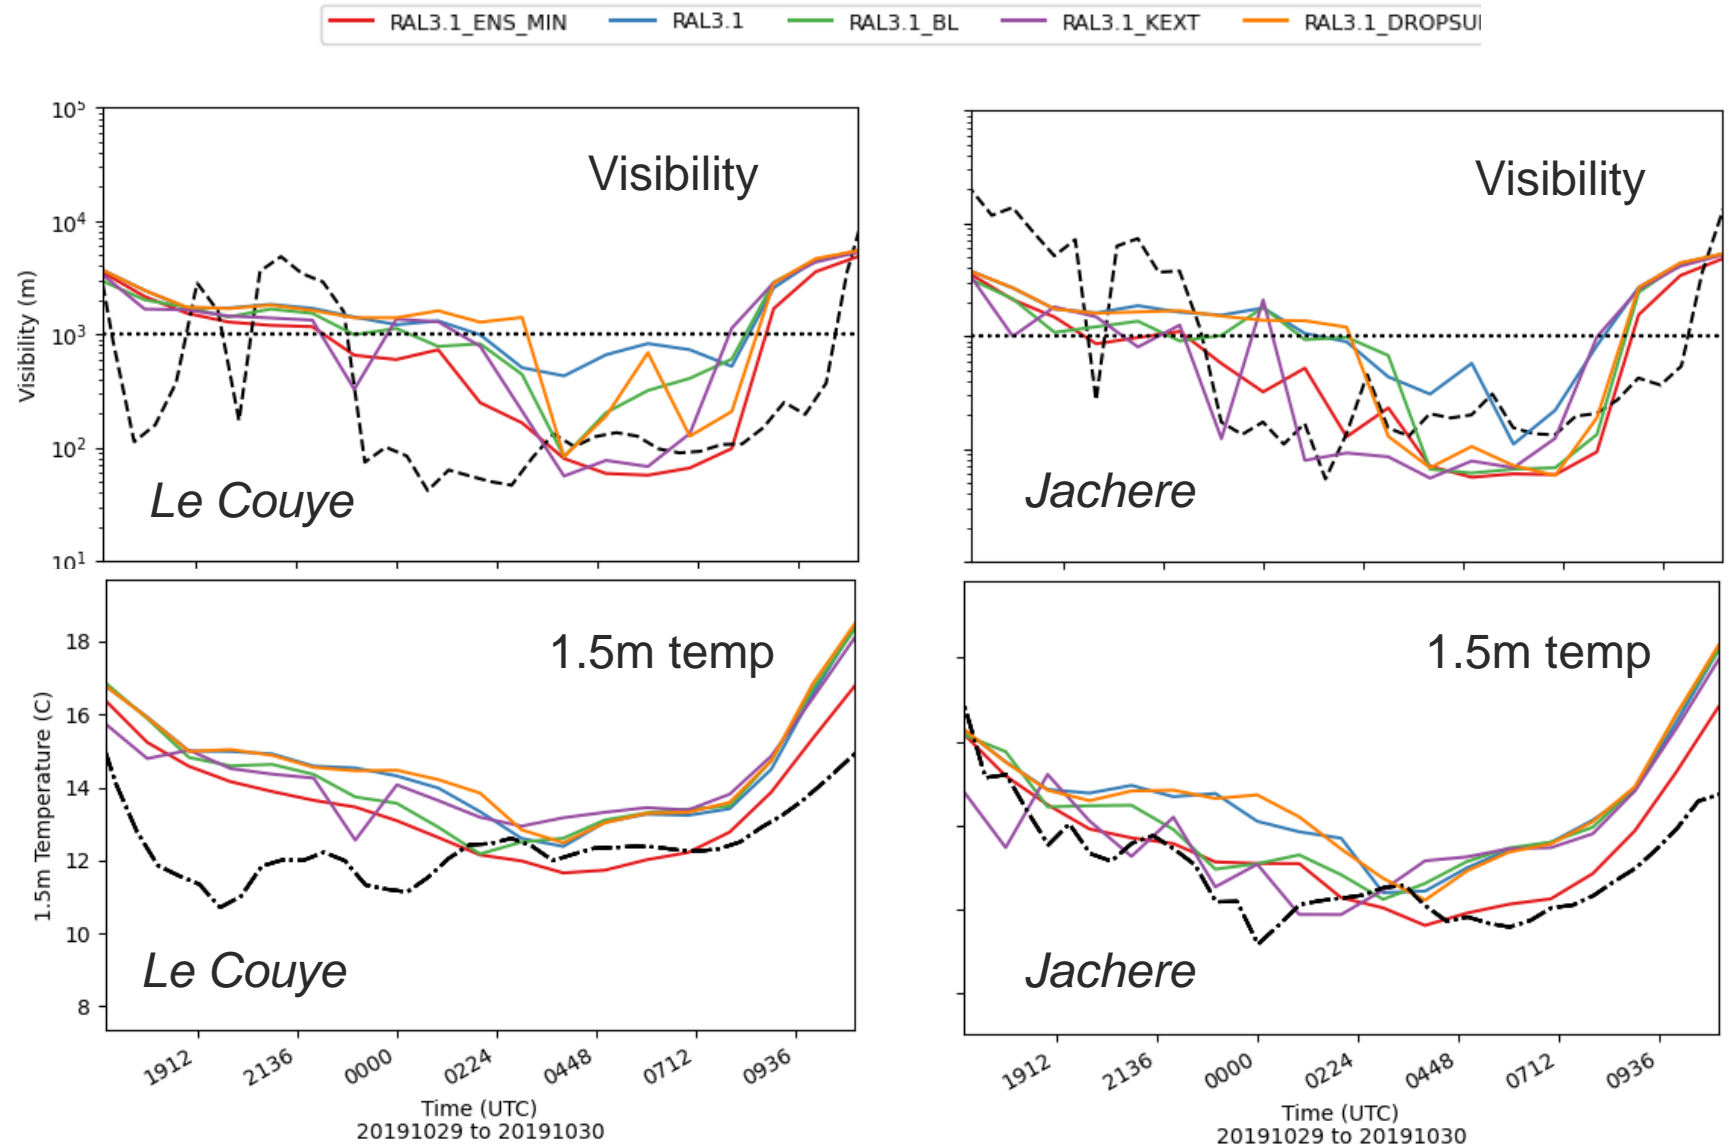 RAL3.1_ENS_MIN RAL3.1 RAL3.1_BL RAL3.1_KEXT RAL3.1_DROPSU
10⁵
10⁴
10³
10²
10¹
Visibility (m)
Visibility
Le Couye
Visibility
Jachere
18
16
14
12
10
8
1.5m Temperature (C)
1.5m temp
Le Couye
1912 2136 0000 0224 0448 0712 0936
Time (UTC)
20191029 to 20191030
1.5m temp
Jachere
1912 2136 0000 0224 0448 0712 0936
Time (UTC)
20191029 to 20191030